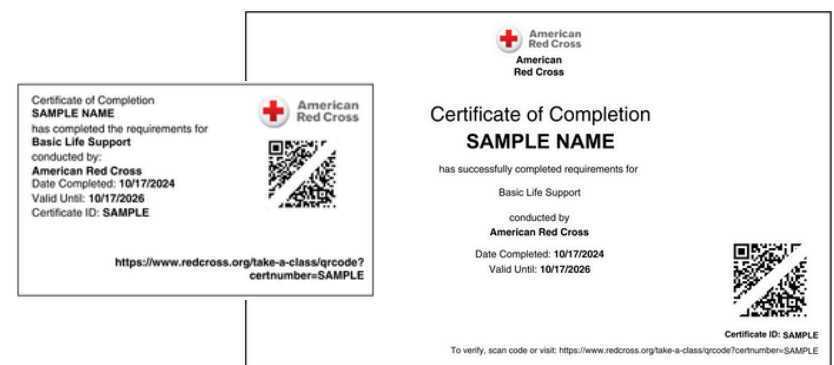 Certificate of Completion
SAMPLE NAME
has completed the requirements for
Basic Life Support
conducted by:
American Red Cross
Date Completed: 10/17/2024
Valid Until: 10/17/2026
Certificate ID: SAMPLE
American
Red Cross
https://www.redcross.org/take-a-class/qrcode?
certnumber=SAMPLE
American
Red Cross
American
Red Cross
Certificate of Completion
SAMPLE NAME
has successfully completed requirements for
Basic Life Support
conducted by
American Red Cross
Date Completed: 10/17/2024
Valid Until: 10/17/2026
Certificate ID: SAMPLE
To verify, scan code or visit: https://www.redcross.org/take-a-class/qrcode?certnumber=SAMPLE